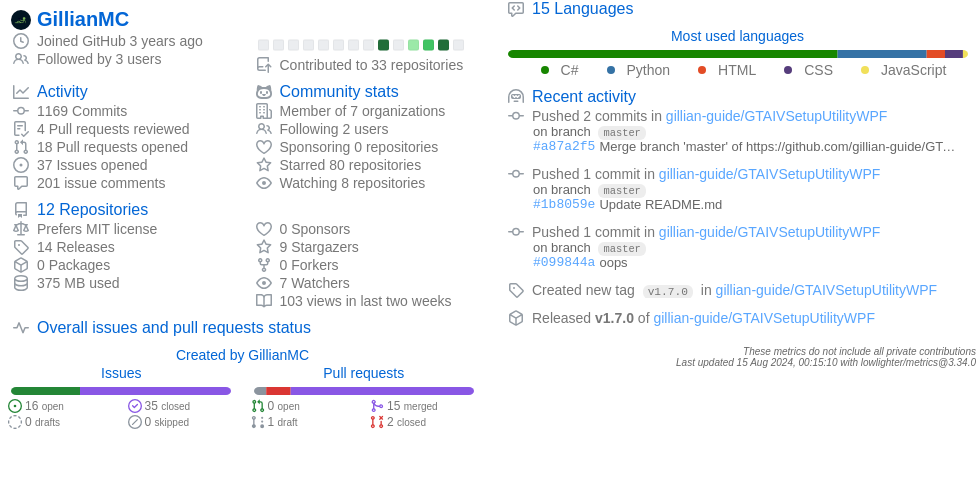 GillianMC
Joined GitHub 3 years ago
Followed by 3 users
Contributed to 33 repositories
Activity
1169 Commits
4 Pull requests reviewed
18 Pull requests opened
37 Issues opened
201 issue comments
Community stats
Member of 7 organizations
Following 2 users
Sponsoring 0 repositories
Starred 80 repositories
Watching 8 repositories
12 Repositories
Prefers MIT license
14 Releases
0 Packages
375 MB used
0 Sponsors
9 Stargazers
0 Forkers
7 Watchers
103 views in last two weeks
Overall issues and pull requests status
Created by GillianMC
Issues
16 open
35 closed
0 drafts
0 skipped
Pull requests
0 open
15 merged
1 draft
2 closed
15 Languages
Most used languages
C# Python HTML CSS JavaScript
Recent activity
Pushed 2 commits in gillian-guide/GTAIVSetupUtilityWPF
on branch master
#a87a2f5 Merge branch 'master' of https://github.com/gillian-guide/GT…
Pushed 1 commit in gillian-guide/GTAIVSetupUtilityWPF
on branch master
#1b8059e Update README.md
Pushed 1 commit in gillian-guide/GTAIVSetupUtilityWPF
on branch master
#099844a oops
Created new tag v1.7.0 in gillian-guide/GTAIVSetupUtilityWPF
Released v1.7.0 of gillian-guide/GTAIVSetupUtilityWPF
These metrics do not include all private contributions
Last updated 15 Aug 2024, 00:15:10 with lowlighter/metrics@3.34.0